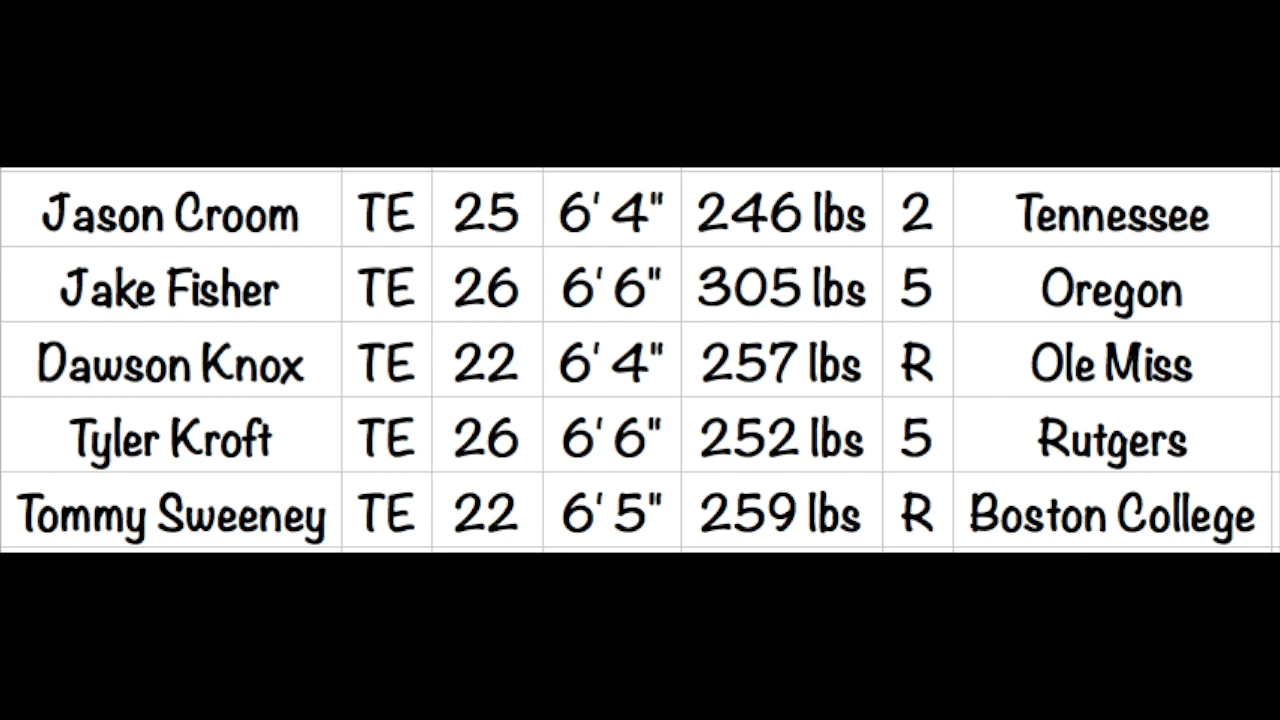 Jason Croom TE 25 6' 4" 246 lbs 2 Tennessee
Jake Fisher TE 26 6' 6" 305 lbs 5 Oregon
Dawson Knox TE 22 6' 4" 257 lbs R Ole Miss
Tyler Kroft TE 26 6' 6" 252 lbs 5 Rutgers
Tommy Sweeney TE 22 6' 5" 259 lbs R Boston College